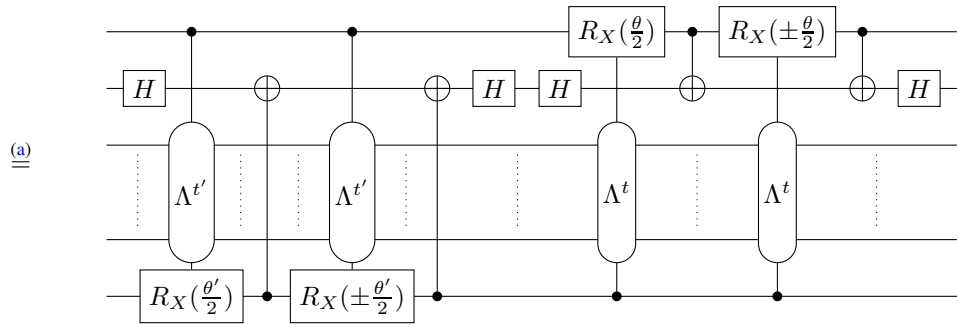 R_X(θ/2) R_X(±θ/2)
H H H H
(a)
=
Λ^{t'} Λ^{t'} Λ^t Λ^t
R_X(θ'/2) R_X(±θ'/2)